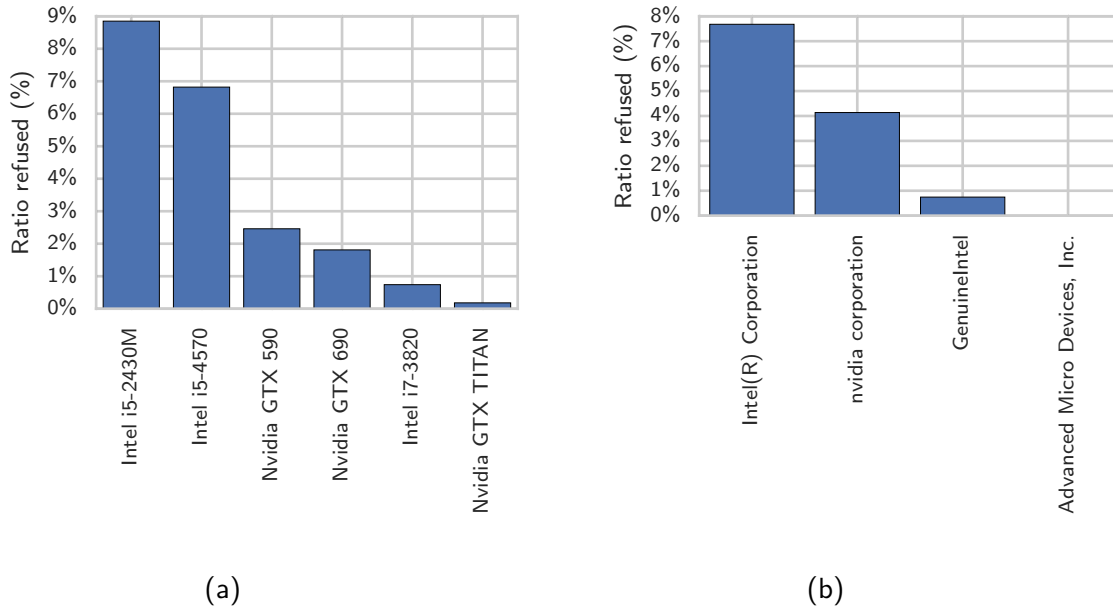 9%
8%
7%
6%
5%
4%
3%
2%
1%
0%
Ratio refused (%)
Intel i5-2430M
Intel i5-4570
Nvidia GTX 590
Nvidia GTX 690
Intel i7-3820
Nvidia GTX TITAN
(a)
8%
7%
6%
5%
4%
3%
2%
1%
0%
Ratio refused (%)
Intel(R) Corporation
nvidia corporation
GenuineIntel
Advanced Micro Devices, Inc.
(b)